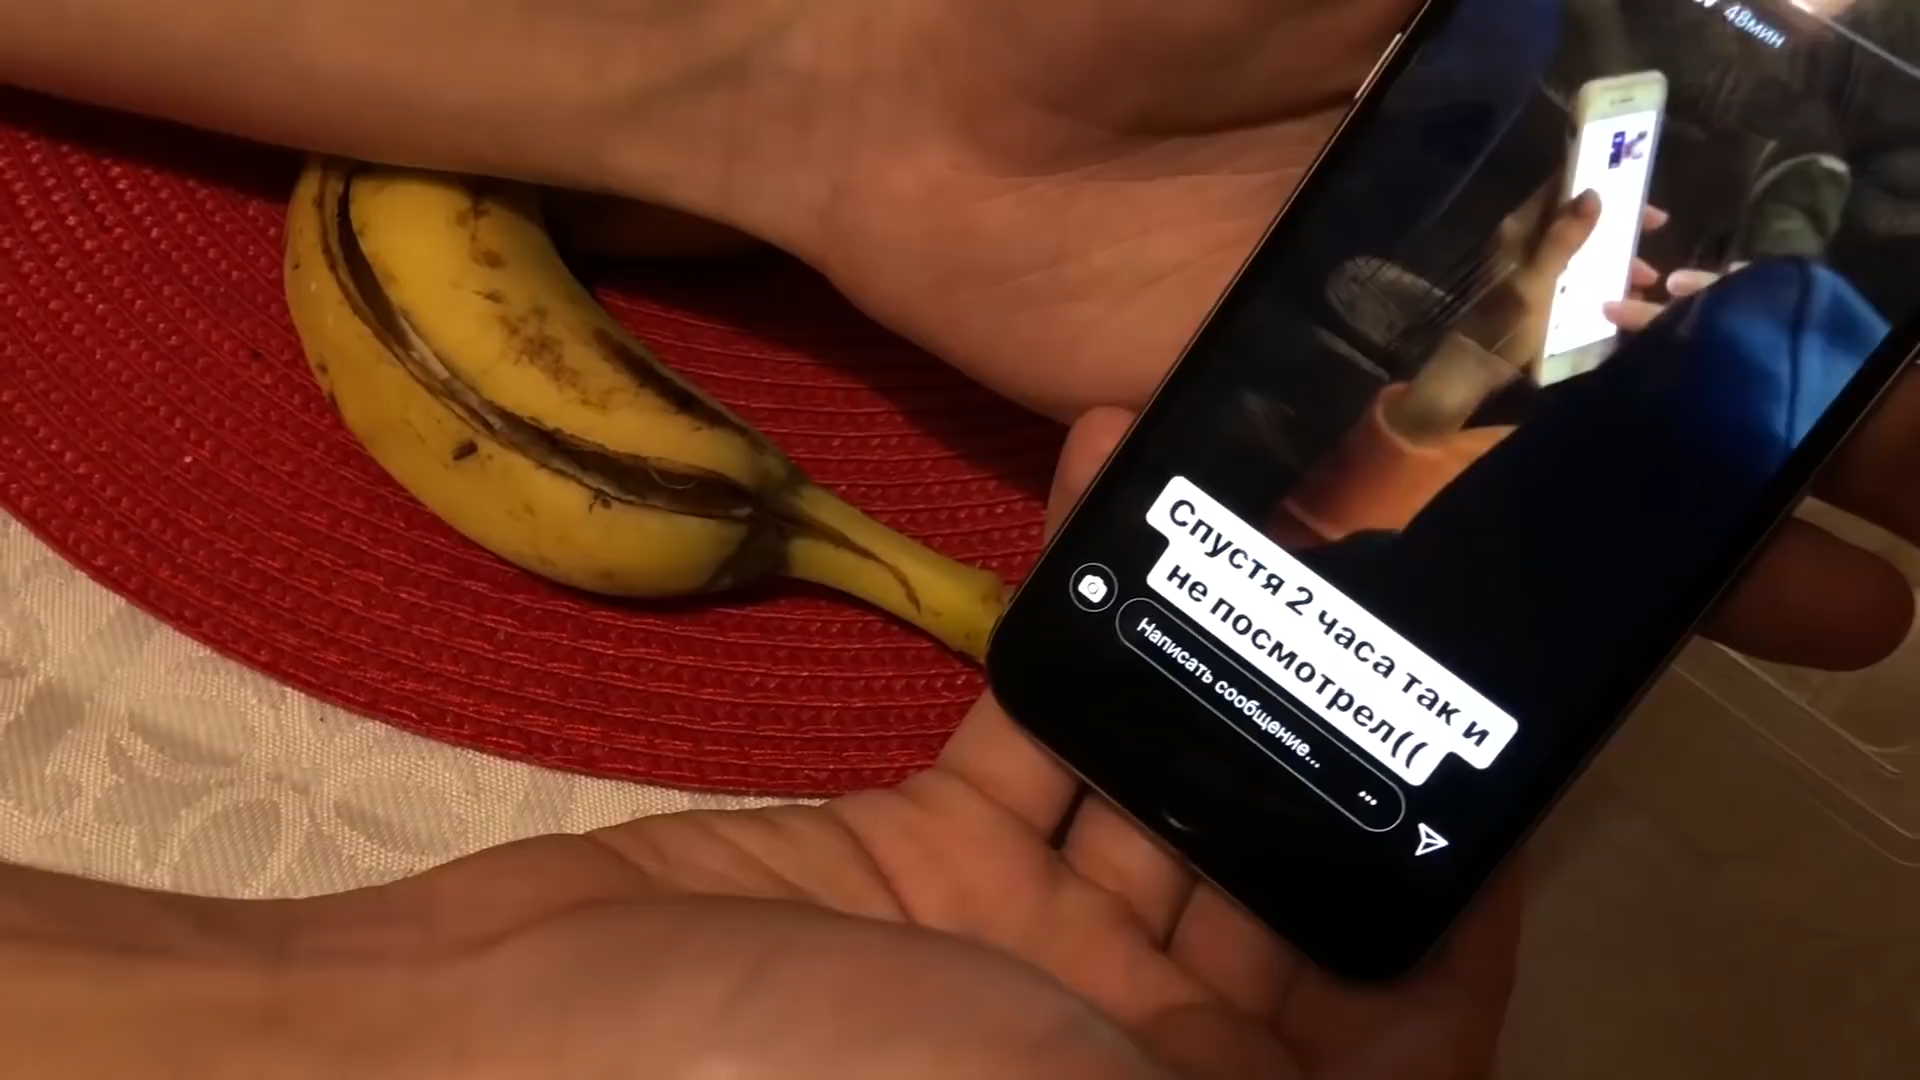 48мин
Спустя 2 часа так и
не посмотрел((
Написать сообщение...